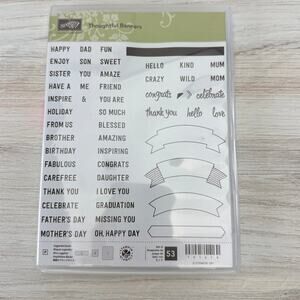 Thoughtful Banners
HAPPY DAD FUN
ENJOY SON SWEET
SISTER YOU AMAZE
HAVE A ME FRIEND
INSPIRE & YOU ARE
HOLIDAY SO MUCH
FROM US BLESSED
BROTHER AMAZING
BIRTHDAY INSPIRING
FABULOUS CONGRATS
CAREFREE DAUGHTER
THANK YOU I LOVE YOU
CELEBRATE GRADUATION
FATHER'S DAY MISSING YOU
MOTHER'S DAY OH, HAPPY DAY
HELLO KIND MUM
CRAZY WILD MOM
congrats celebrate
thank you hello love
53